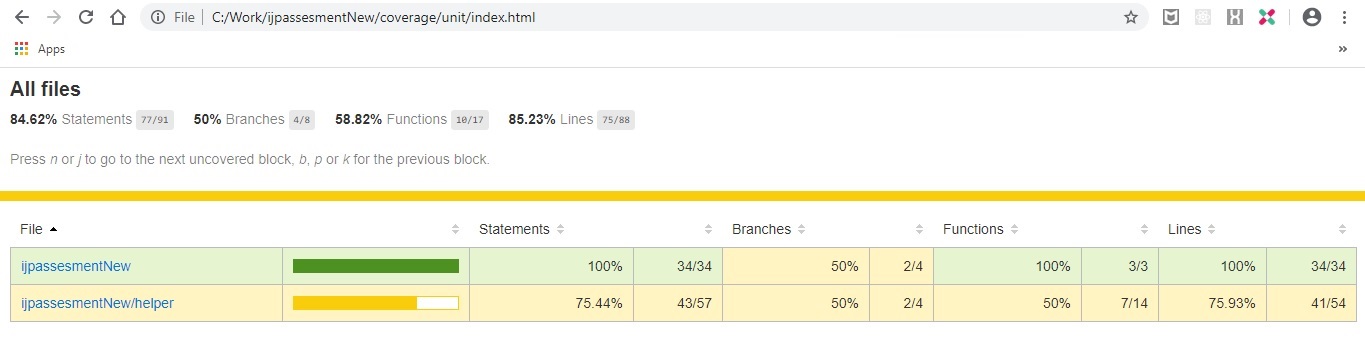 File C:/Work/ijpassesmentNew/coverage/unit/index.html
Apps »
All files
84.62% Statements 77/91 50% Branches 4/8 58.82% Functions 10/17 85.23% Lines 75/88
Press n or j to go to the next uncovered block, b, p or k for the previous block.
File Statements Branches Functions Lines
ijpassesmentNew 100% 34/34 50% 2/4 100% 3/3 100% 34/34
ijpassesmentNew/helper 75.44% 43/57 50% 2/4 50% 7/14 75.93% 41/54